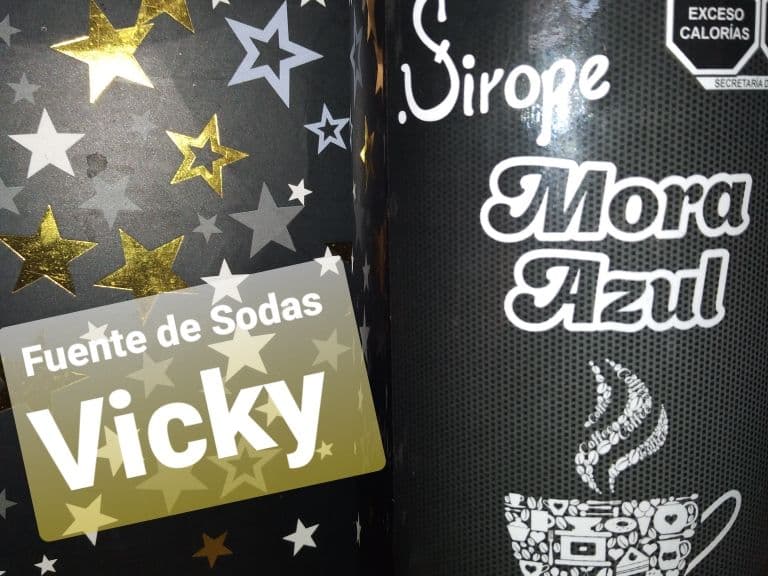 Fuente de Sodas
Vicky
Sirope
Mora
Azul
EXCESO
CALORÍAS
SECRETARÍA D